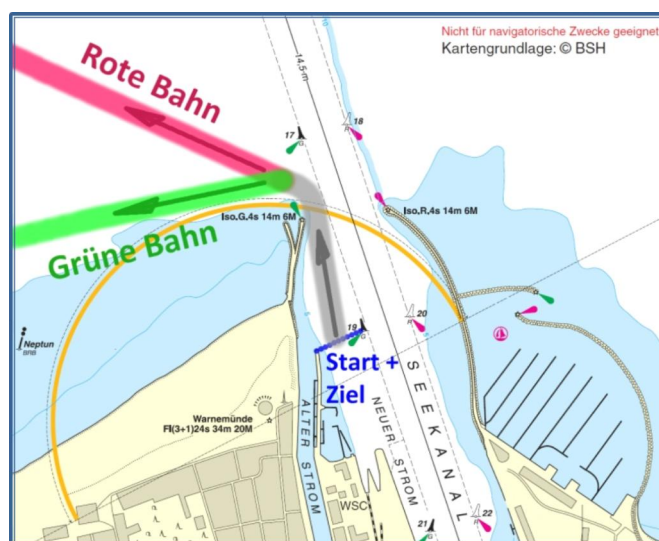 Nicht für navigatorische Zwecke geeignet
Kartengrundlage: © BSH
14,5 m
Rote Bahn
17
G
18
R
Iso.G.4s 14m 6M
Iso.R.4s 14m 6M
Grüne Bahn
19
20
R
Neptun
Start +
Ziel
Warnemünde
Fl(3+1)24s 34m 20M
ALTER STROM
NEUER STROM
SEEKANAL
WSC
21
G
22
R